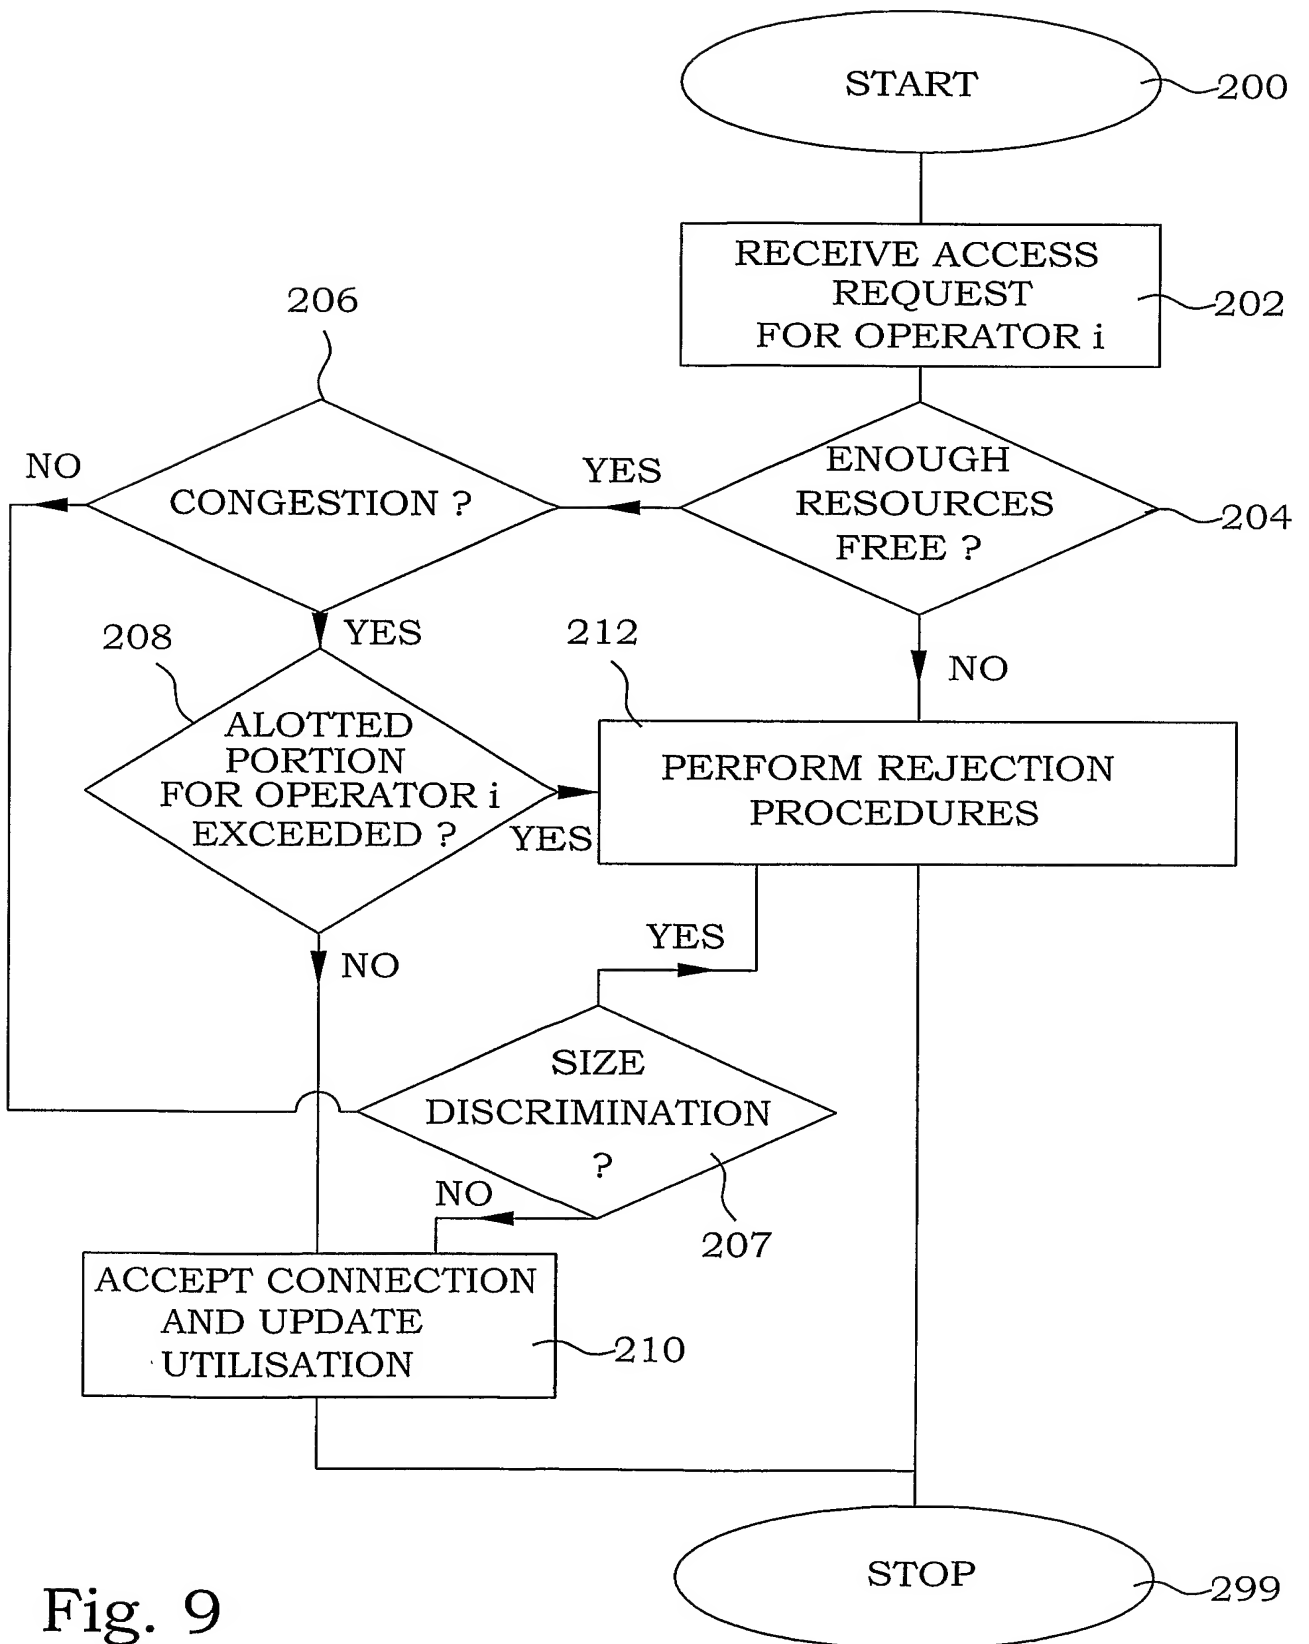 START
200
RECEIVE ACCESS
REQUEST
FOR OPERATOR i
202
206
NO
CONGESTION ?
YES
ENOUGH
RESOURCES
FREE ?
204
YES
208
212
NO
ALOTTED
PORTION
FOR OPERATOR i
EXCEEDED ?
YES
PERFORM REJECTION
PROCEDURES
NO
YES
SIZE
DISCRIMINATION
?
NO
207
ACCEPT CONNECTION
AND UPDATE
UTILISATION
210
STOP
299
Fig. 9